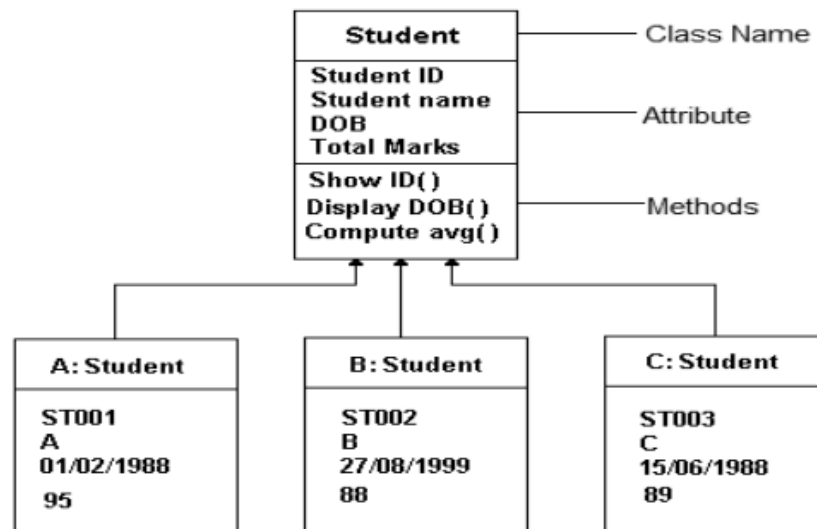 Student
Class Name
Student ID
Student name
DOB
Total Marks
Attribute
Show ID()
Display DOB()
Compute avg()
Methods
A: Student
ST001
A
01/02/1988
95
B: Student
ST002
B
27/08/1999
88
C: Student
ST003
C
15/06/1988
89